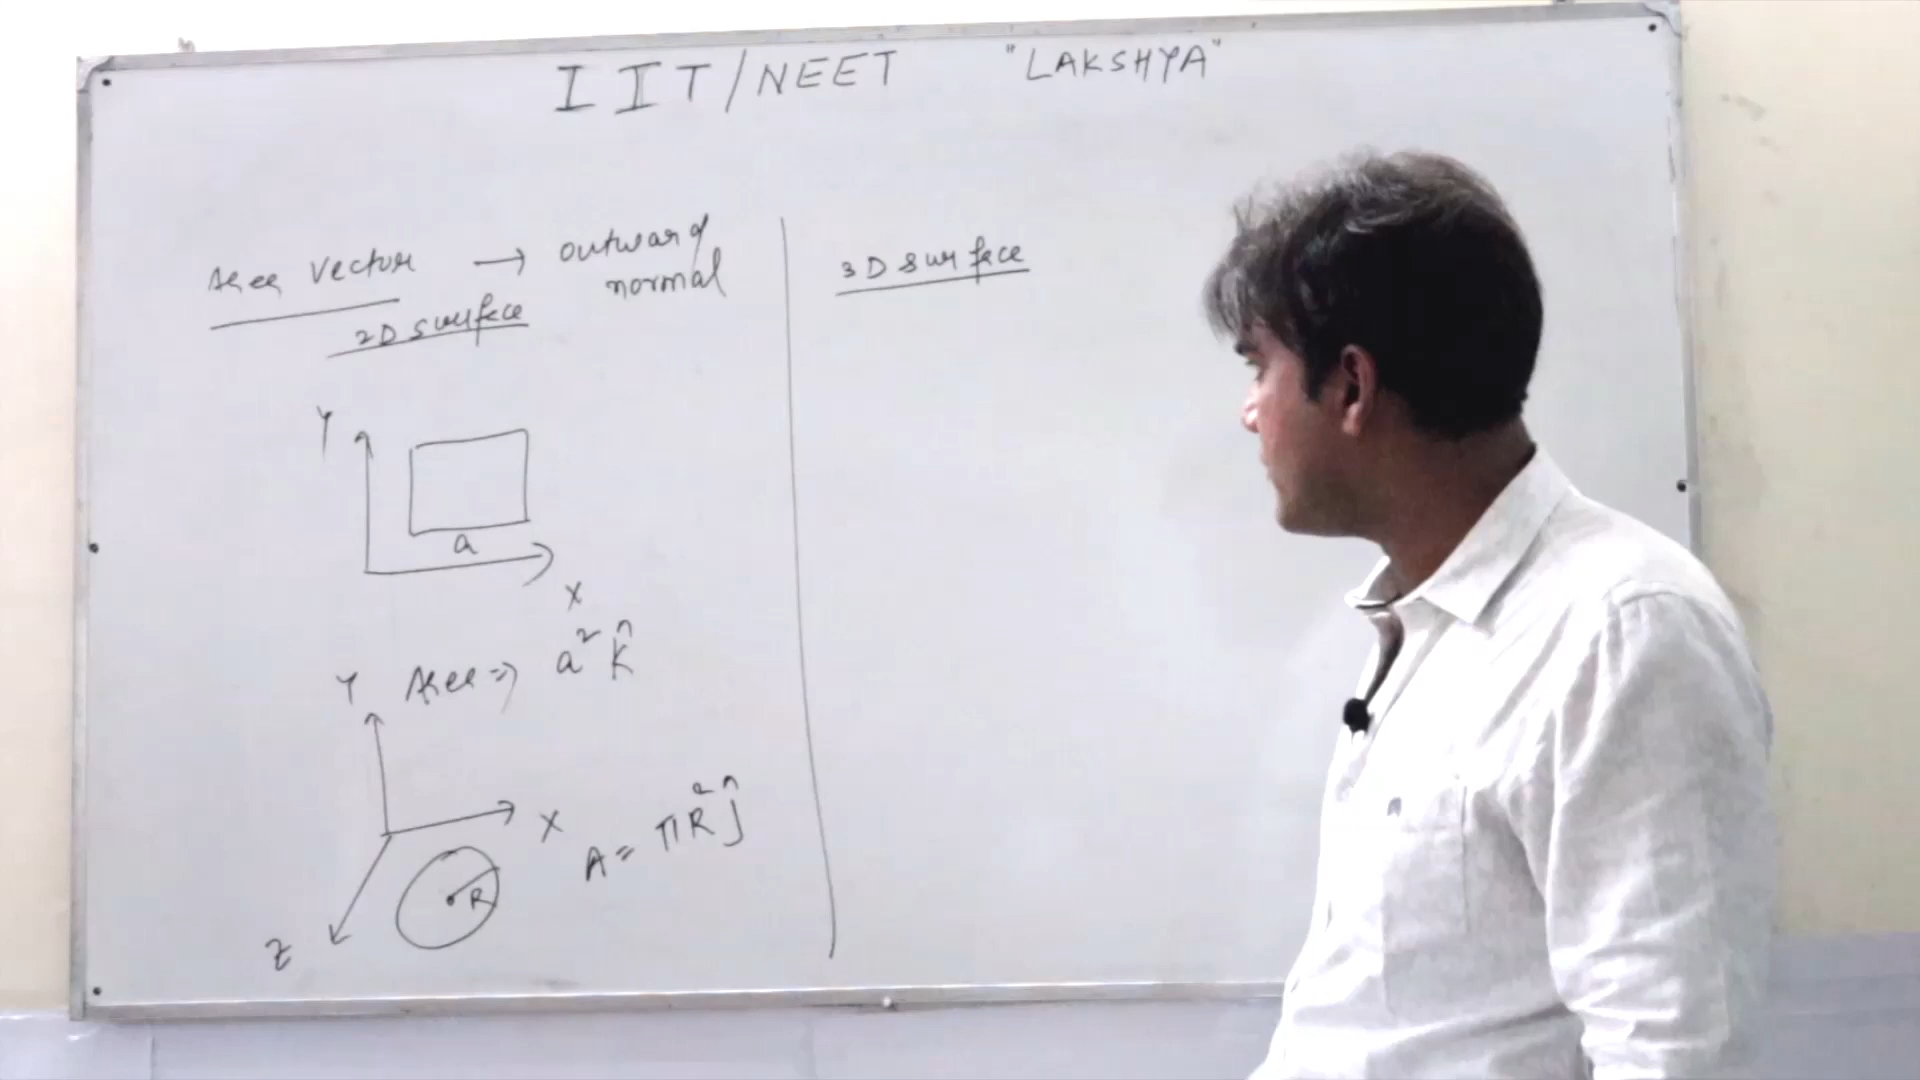 IIT/NEET "LAKSHYA"
Area Vector → outward
normal
2D surface
Y
a
X
Area ⇒ a² k̂
Y
X
A = πR² ĵ
R
Z
3D surface